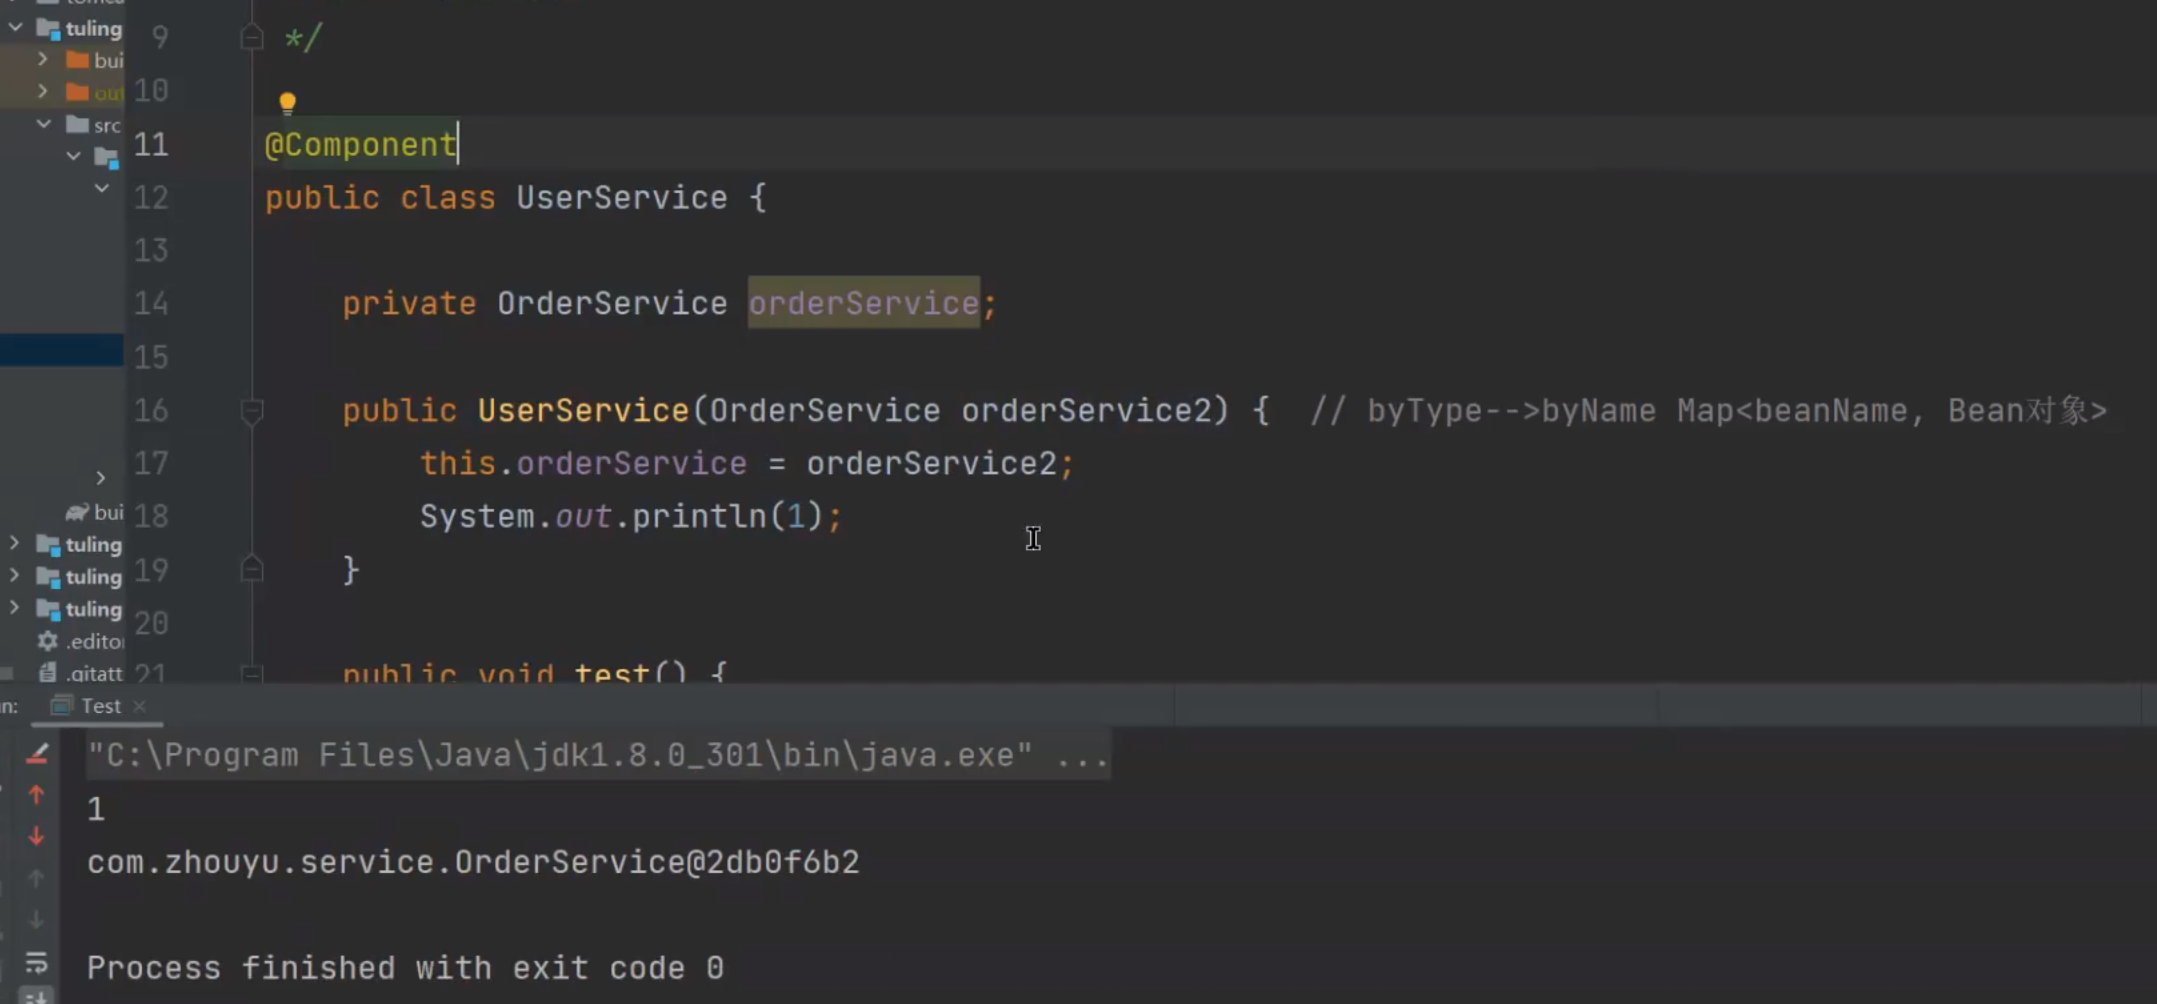 tuling
bui
out
src
bui
tuling
tuling
tuling
.edito
.gitatt
9 */
10
11 @Component
12 public class UserService {
13
14 private OrderService orderService;
15
16 public UserService(OrderService orderService2) { // byType-->byName Map<beanName, Bean对象>
17 this.orderService = orderService2;
18 System.out.println(1);
19 }
20
21 public void test() {
n: Test
"C:\Program Files\Java\jdk1.8.0_301\bin\java.exe" ...
1
com.zhouyu.service.OrderService@2db0f6b2
Process finished with exit code 0